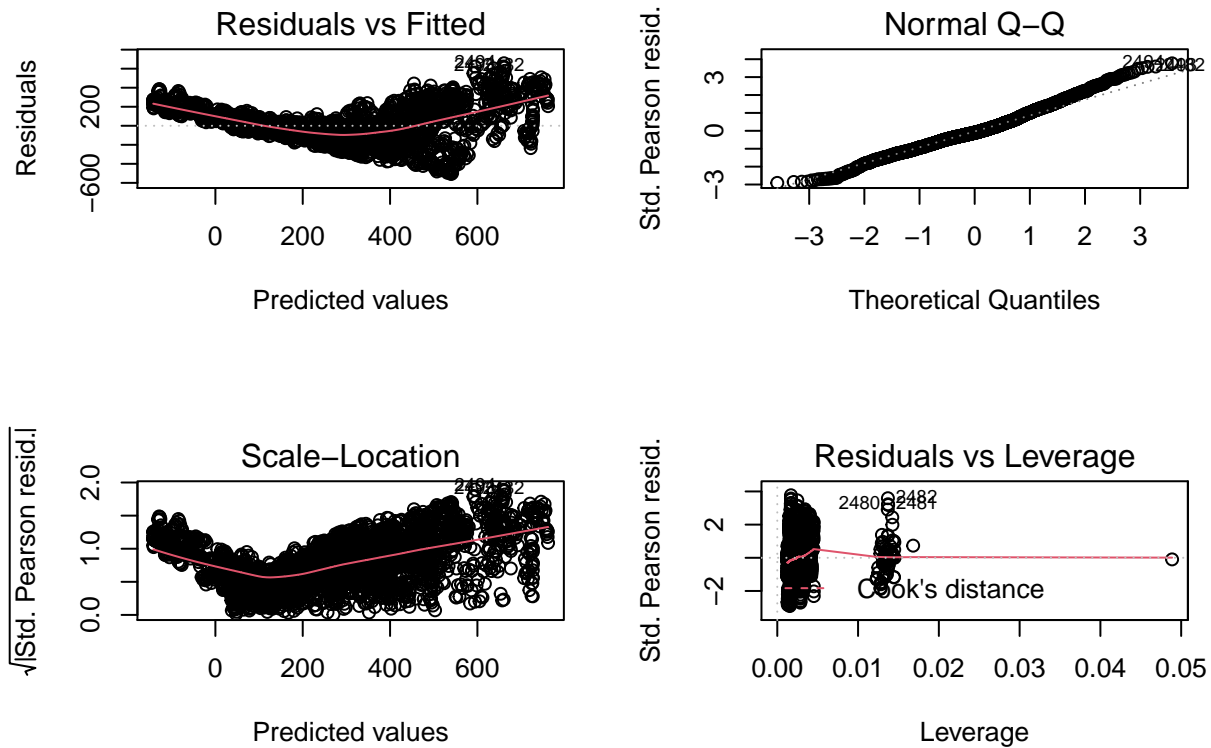 Residuals vs Fitted
Residuals
200
−600
0 200 400 600
Predicted values
Normal Q−Q
Std. Pearson resid.
3
0
−3
−3 −2 −1 0 1 2 3
Theoretical Quantiles
Scale−Location
√|Std. Pearson resid.|
2.0
1.0
0.0
0 200 400 600
Predicted values
Residuals vs Leverage
Std. Pearson resid.
2
0
−2
2480 2482
2481
Cook's distance
0.00 0.01 0.02 0.03 0.04 0.05
Leverage